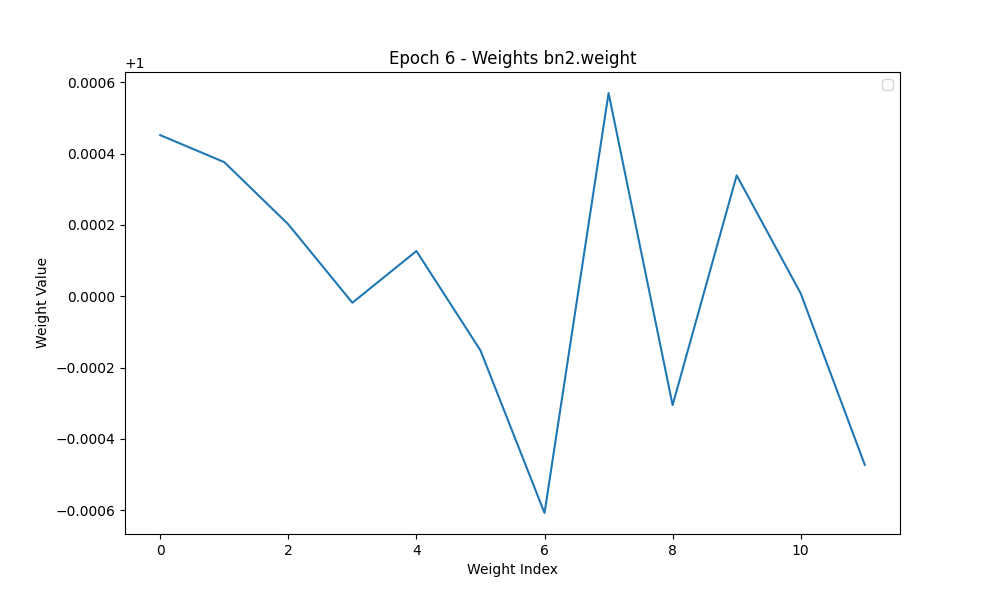 Epoch 6 - Weights bn2.weight
+1
0.0006
0.0004
0.0002
0.0000
−0.0002
−0.0004
−0.0006
Weight Value
0 2 4 6 8 10
Weight Index